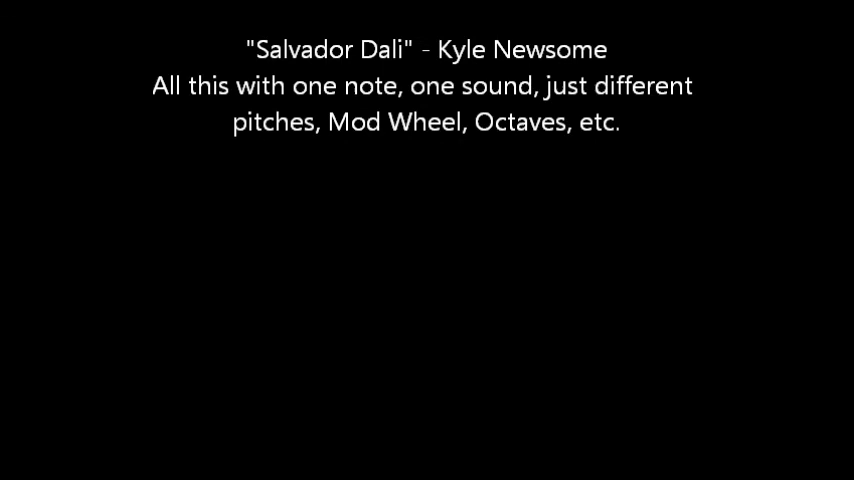 "Salvador Dali" - Kyle Newsome
All this with one note, one sound, just different
pitches, Mod Wheel, Octaves, etc.